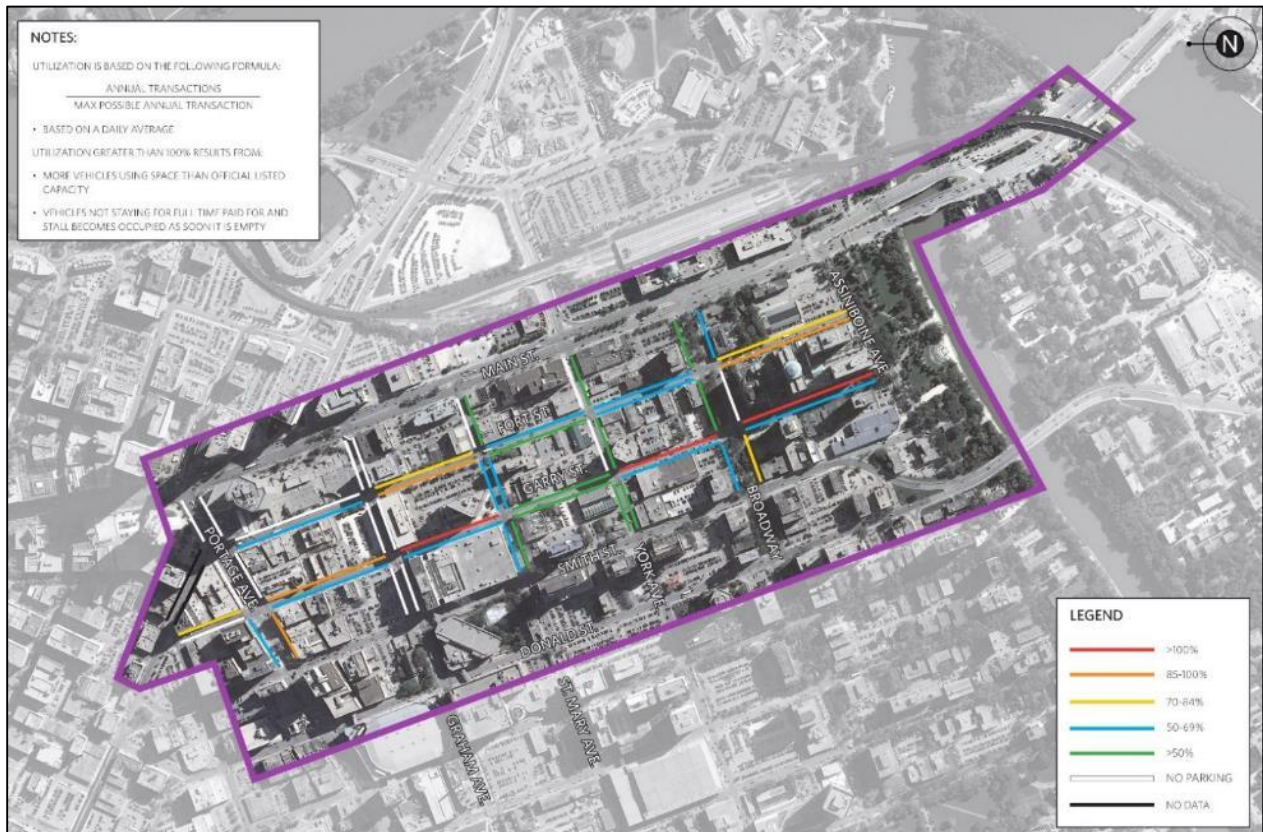 NOTES:
UTILIZATION IS BASED ON THE FOLLOWING FORMULA:
ANNUAL TRANSACTIONS
MAX POSSIBLE ANNUAL TRANSACTION
• BASED ON A DAILY AVERAGE
UTILIZATION GREATER THAN 100% RESULTS FROM:
• MORE VEHICLES USING SPACE THAN OFFICIAL LISTED
CAPACITY
• VEHICLES NOT STAYING FOR FULL TIME PAID FOR AND
STALL BECOMES OCCUPIED AS SOON IT IS EMPTY
N
ASSINIBOINE AVE
MAIN ST.
FORT ST.
GARRY ST.
SMITH ST.
YORK AVE.
BROADWAY
PORTAGE AVE
DONALD ST.
GRAHAM AVE.
ST. MARY AVE.
LEGEND
>100%
85-100%
70-84%
50-69%
>50%
NO PARKING
NO DATA